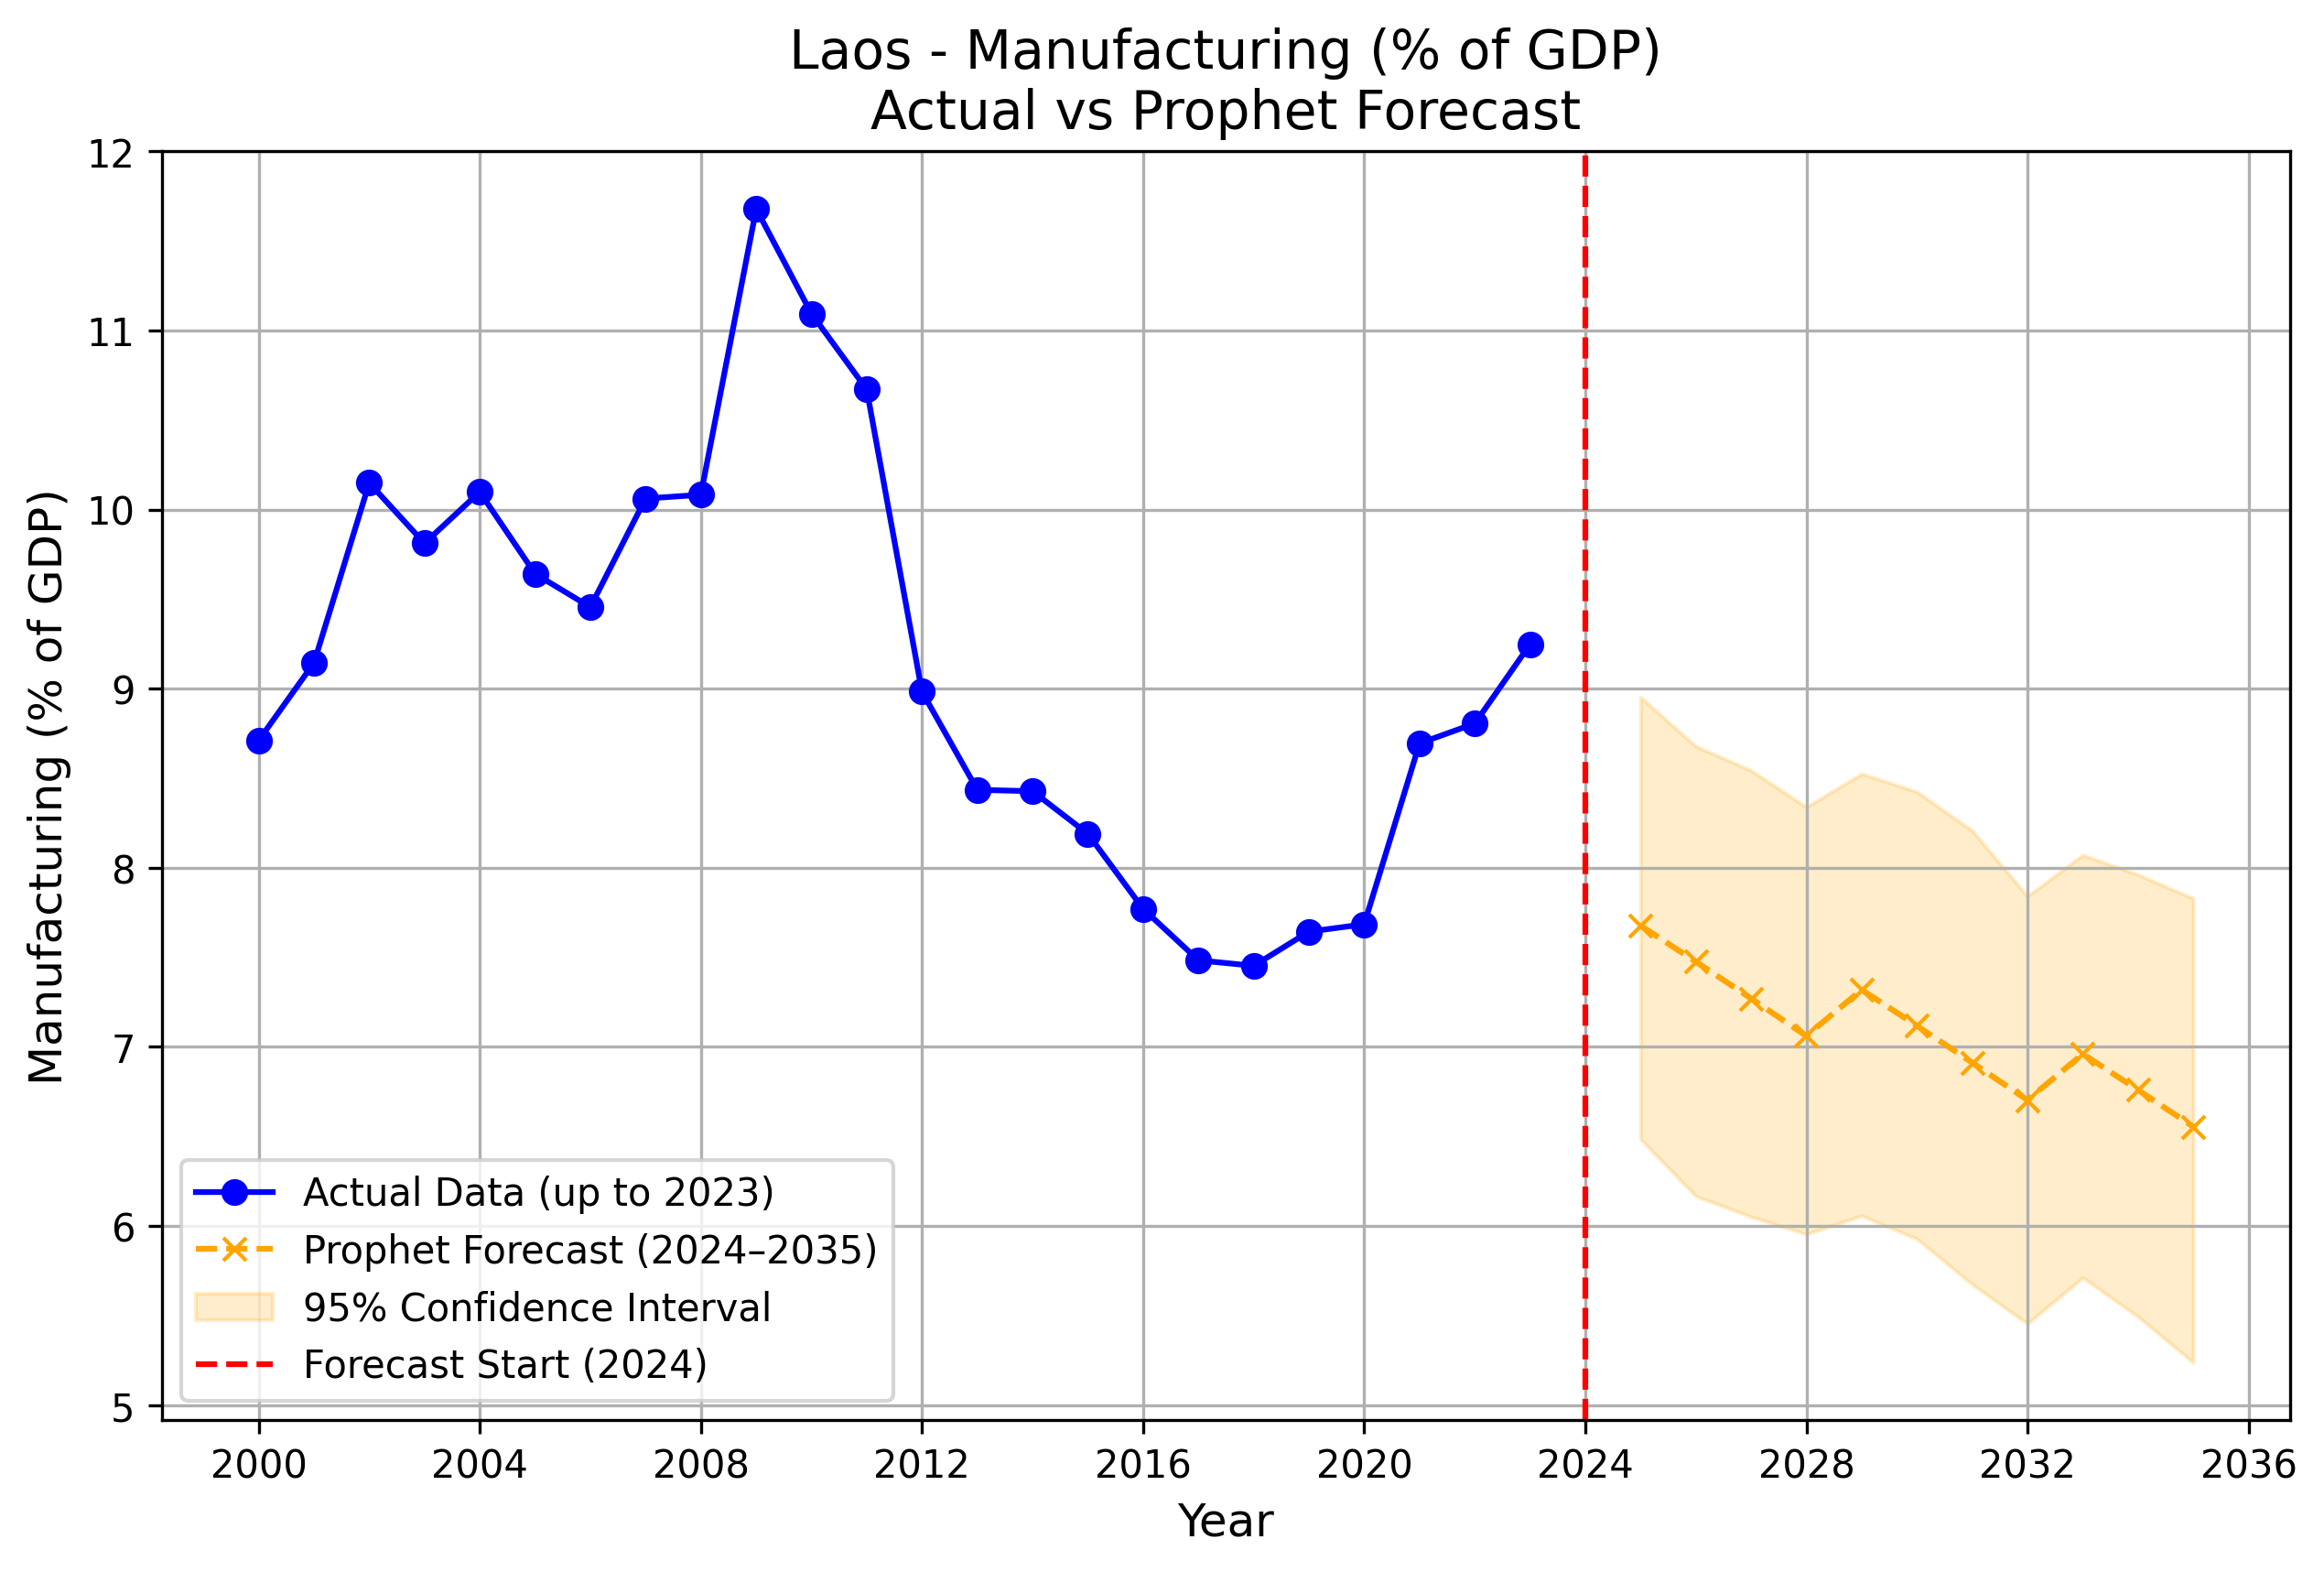 Laos - Manufacturing (% of GDP)
Actual vs Prophet Forecast
Manufacturing (% of GDP)
12
11
10
9
8
7
6
5
Actual Data (up to 2023)
Prophet Forecast (2024–2035)
95% Confidence Interval
Forecast Start (2024)
2000 2004 2008 2012 2016 2020 2024 2028 2032 2036
Year